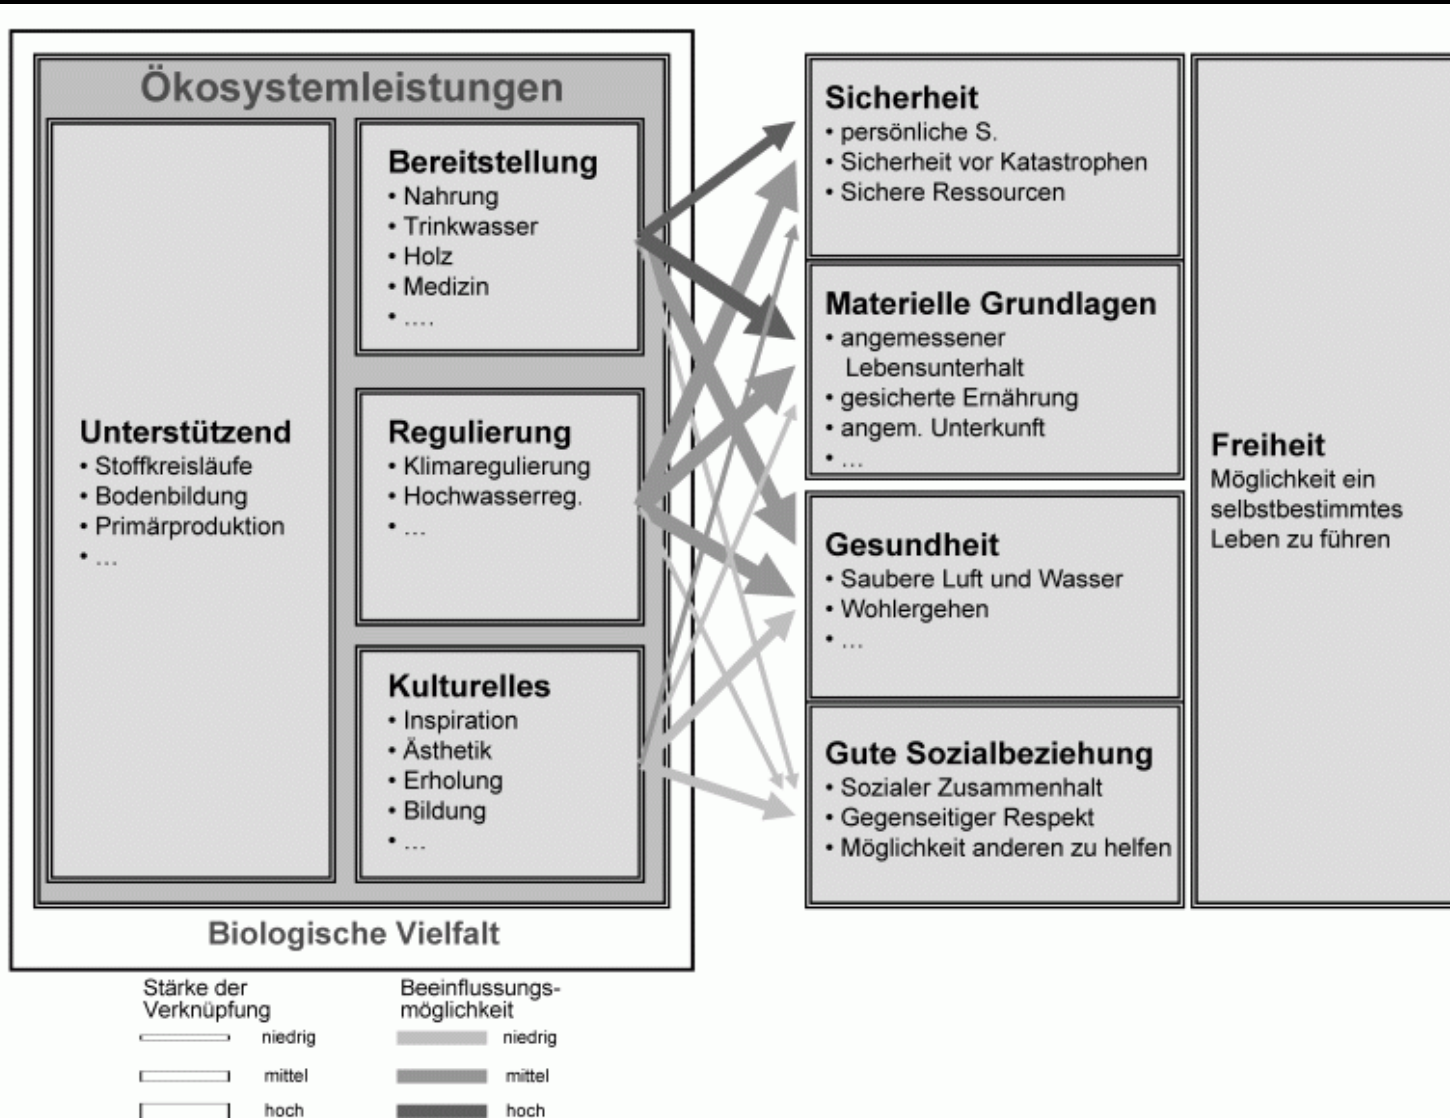 Ökosystemleistungen
Unterstützend
• Stoffkreisläufe
• Bodenbildung
• Primärproduktion
• ...
Bereitstellung
• Nahrung
• Trinkwasser
• Holz
• Medizin
• ....
Regulierung
• Klimaregulierung
• Hochwasserreg.
• ...
Kulturelles
• Inspiration
• Ästhetik
• Erholung
• Bildung
• ...
Biologische Vielfalt
Sicherheit
• persönliche S.
• Sicherheit vor Katastrophen
• Sichere Ressourcen
Materielle Grundlagen
• angemessener
Lebensunterhalt
• gesicherte Ernährung
• angem. Unterkunft
• ...
Gesundheit
• Saubere Luft und Wasser
• Wohlergehen
• ...
Gute Sozialbeziehung
• Sozialer Zusammenhalt
• Gegenseitiger Respekt
• Möglichkeit anderen zu helfen
Freiheit
Möglichkeit ein
selbstbestimmtes
Leben zu führen
Stärke der
Verknüpfung
niedrig
mittel
hoch
Beeinflussungs-
möglichkeit
niedrig
mittel
hoch